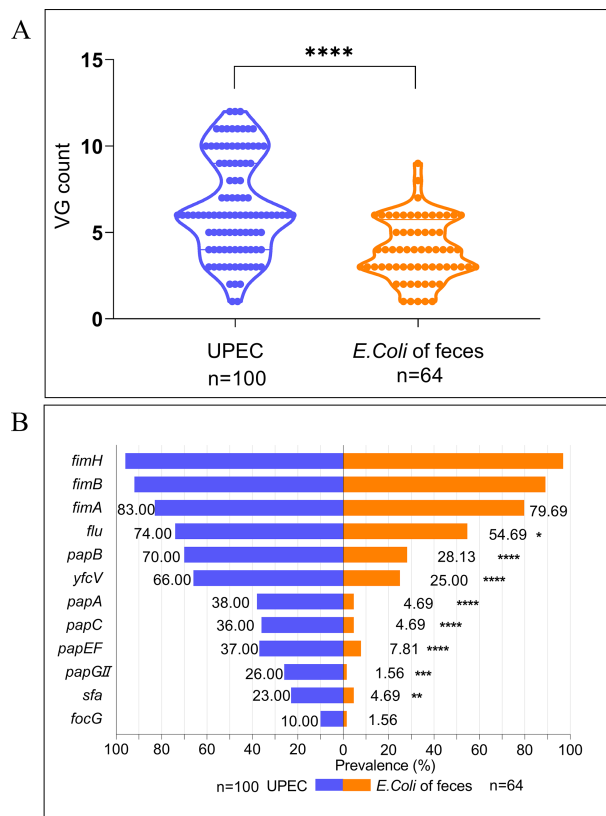 A
****
15
10
5
0
VG count
UPEC
n=100
E.Coli of feces
n=64
B
fimH
fimB
fimA 83.00 79.69
flu 74.00 54.69 *
papB 70.00 28.13 ****
yfcV 66.00 25.00 ****
papA 38.00 4.69 ****
papC 36.00 4.69 ****
papEF 37.00 7.81 ****
papGII 26.00 1.56 ***
sfa 23.00 4.69 **
focG 10.00 1.56
100 80 60 40 20 0 20 40 60 80 100
Prevalence (%)
n=100 UPEC E.Coli of feces n=64